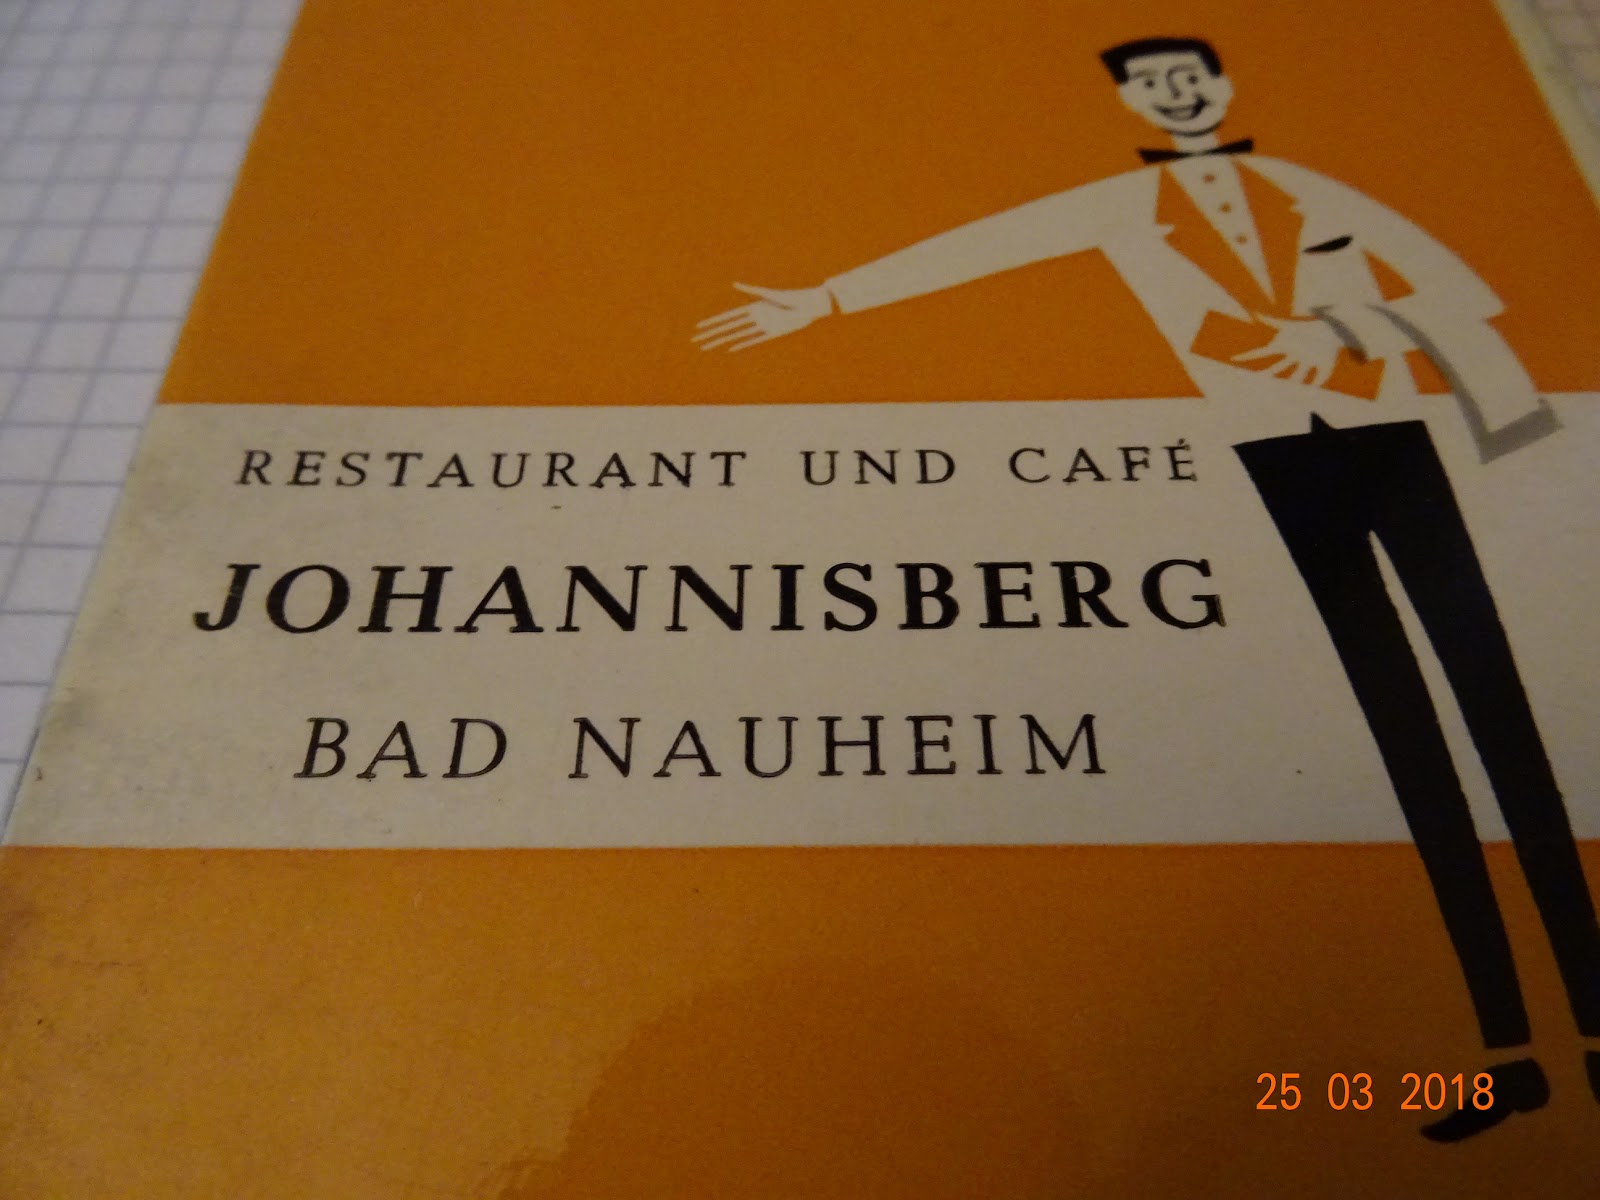 RESTAURANT UND CAFÉ
JOHANNISBERG
BAD NAUHEIM
25 03 2018